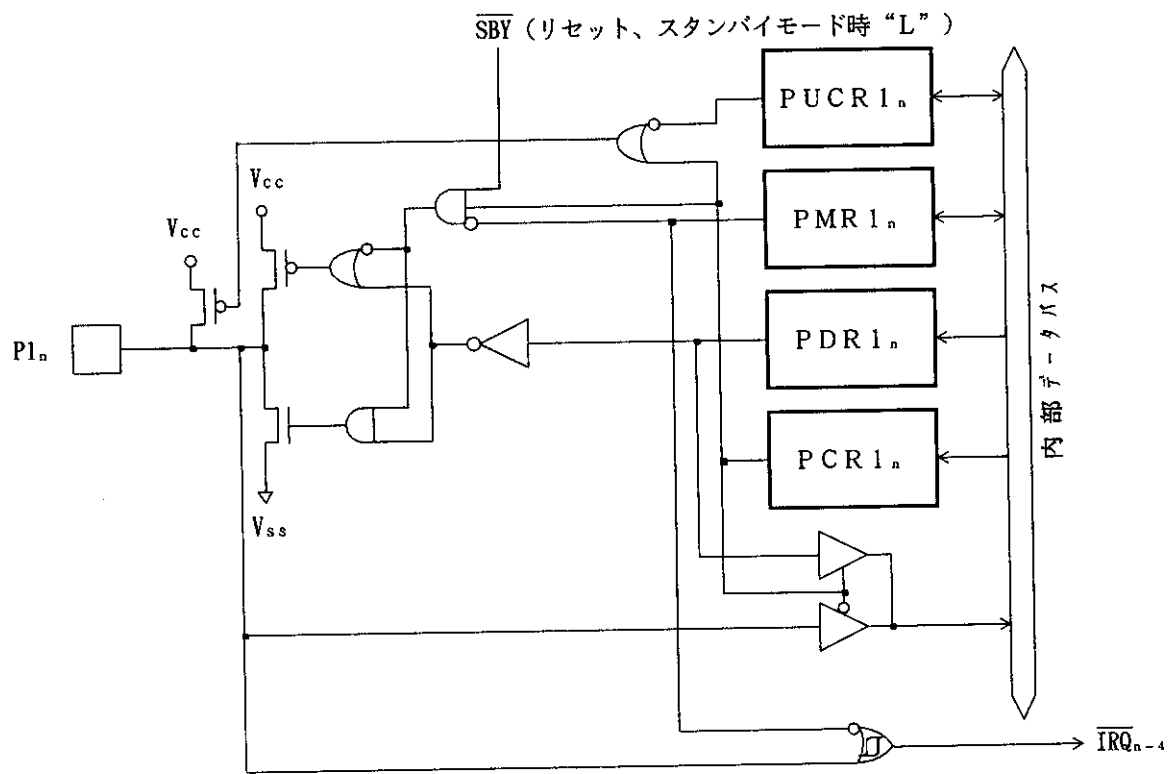 SBY (リセット、スタンバイモード時 “L” )
PUCR1n
Vcc
Vcc
PMR1n
P1n
PDR1n
内部データバス
PCR1n
Vss
IRQn-4